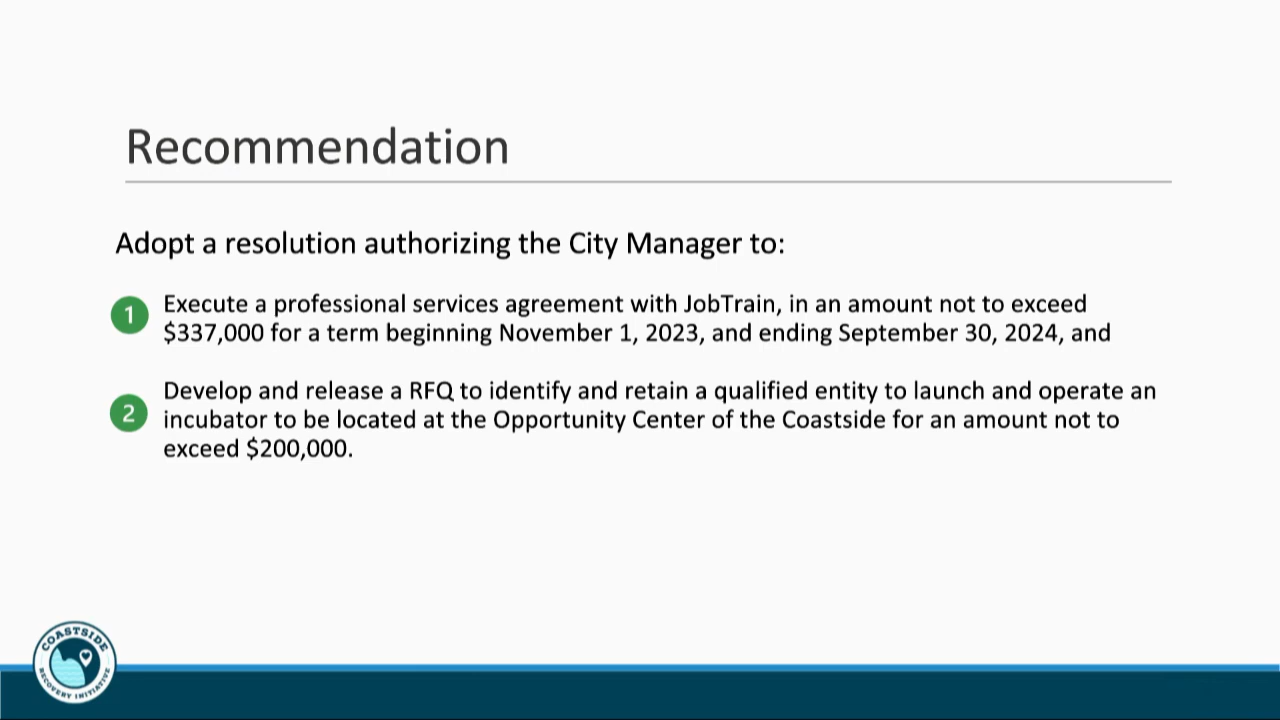 Recommendation
Adopt a resolution authorizing the City Manager to:
1
Execute a professional services agreement with JobTrain, in an amount not to exceed
$337,000 for a term beginning November 1, 2023, and ending September 30, 2024, and
2
Develop and release a RFQ to identify and retain a qualified entity to launch and operate an
incubator to be located at the Opportunity Center of the Coastside for an amount not to
exceed $200,000.
COASTSIDE
RECOVERY INITIATIVE